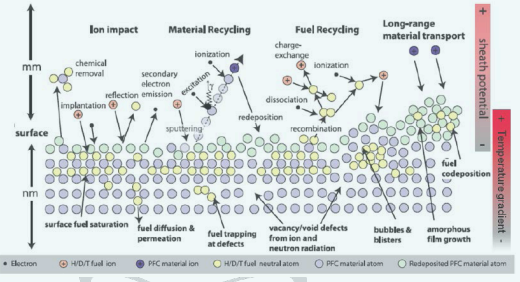 Ion impact
Material Recycling
Fuel Recycling
Long-range
material transport
+
sheath potential
-
+
Temperature gradient
-
mm
surface
nm
chemical
removal
implantation
reflection
secondary
electron
emission
ionization
excitation
sputtering
redeposition
charge-
exchange
ionization
dissociation
recombination
fuel
codeposition
surface fuel saturation
fuel diffusion &
permeation
fuel trapping
at defects
vacancy/void defects
from ion and
neutron radiation
bubbles &
blisters
amorphous
film growth
Electron
H/D/T fuel ion
PFC material ion
H/D/T fuel neutral atom
PFC material atom
Redeposited PFC material atom